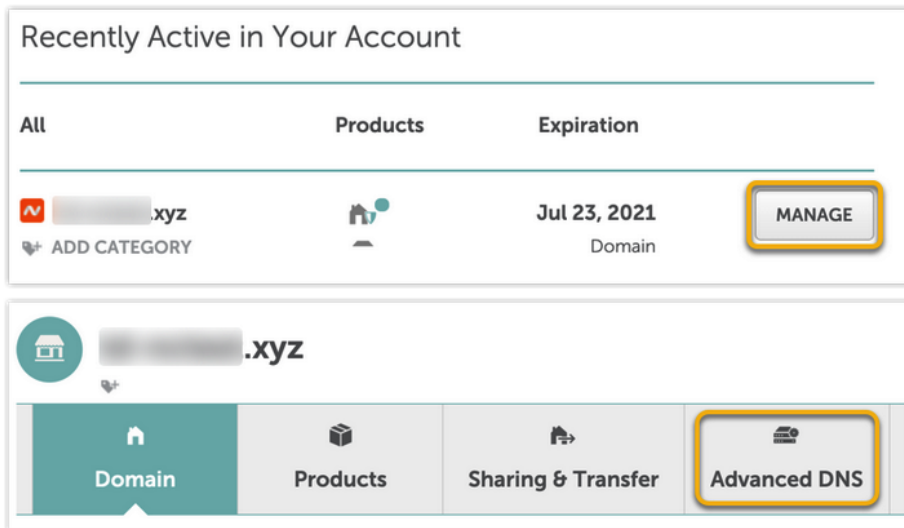 Recently Active in Your Account
All Products Expiration
.xyz Jul 23, 2021 MANAGE
ADD CATEGORY Domain
.xyz
Domain Products Sharing & Transfer Advanced DNS